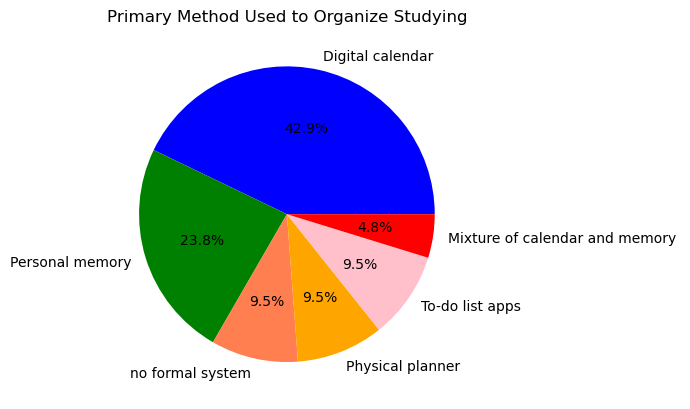 Primary Method Used to Organize Studying
Digital calendar
42.9%
Personal memory
23.8%
no formal system
9.5%
Physical planner
9.5%
To-do list apps
9.5%
Mixture of calendar and memory
4.8%